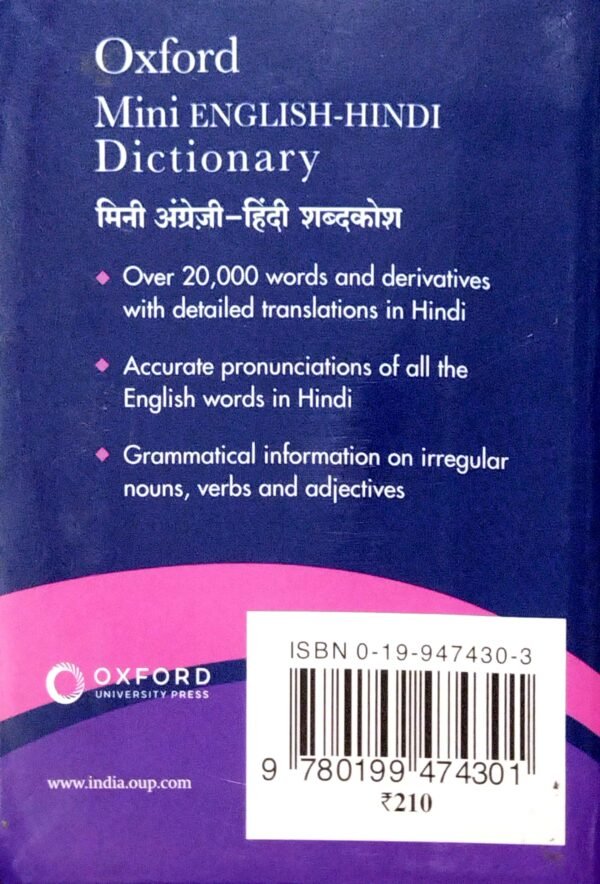 Oxford
Mini ENGLISH-HINDI
Dictionary
मिनी अंग्रेज़ी–हिंदी शब्दकोश
Over 20,000 words and derivatives
with detailed translations in Hindi
Accurate pronunciations of all the
English words in Hindi
Grammatical information on irregular
nouns, verbs and adjectives
OXFORD
UNIVERSITY PRESS
www.india.oup.com
ISBN 0-19-947430-3
9 780199 474301
₹210